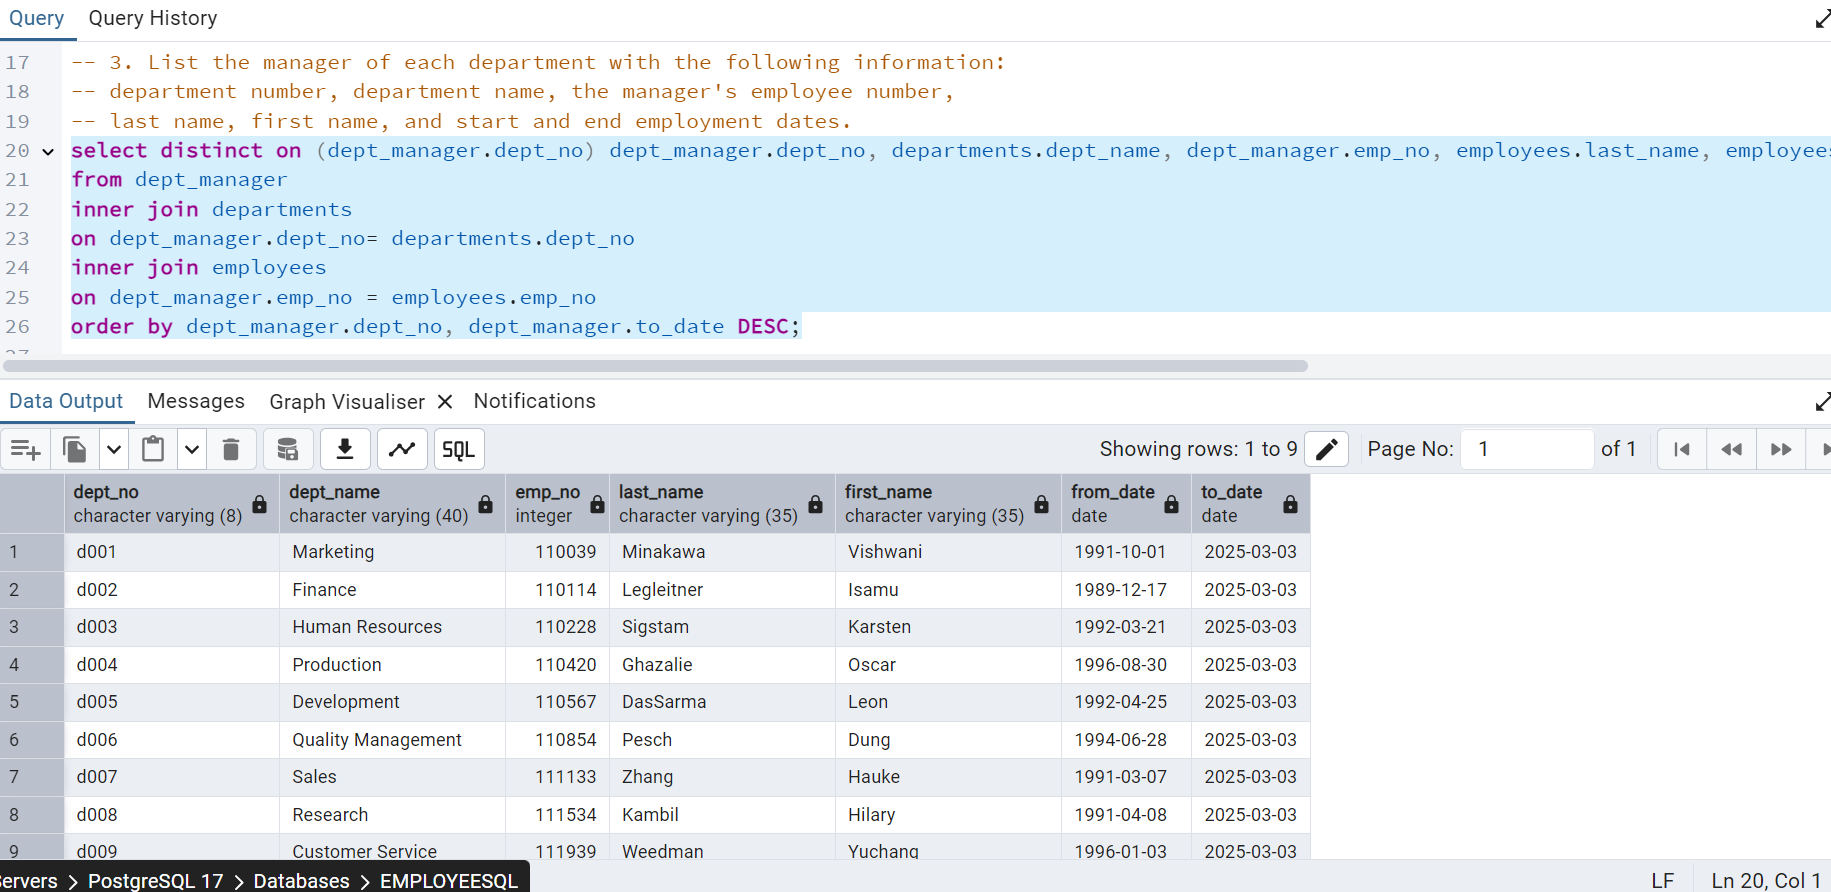 Query Query History
17 -- 3. List the manager of each department with the following information:
18 -- department number, department name, the manager's employee number,
19 -- last name, first name, and start and end employment dates.
20 select distinct on (dept_manager.dept_no) dept_manager.dept_no, departments.dept_name, dept_manager.emp_no, employees.last_name, employees
21 from dept_manager
22 inner join departments
23 on dept_manager.dept_no= departments.dept_no
24 inner join employees
25 on dept_manager.emp_no = employees.emp_no
26 order by dept_manager.dept_no, dept_manager.to_date DESC;
Data Output Messages Graph Visualiser Notifications
SQL Showing rows: 1 to 9 Page No: 1 of 1
dept_no dept_name emp_no last_name first_name from_date to_date
character varying (8) character varying (40) integer character varying (35) character varying (35) date date
1 d001 Marketing 110039 Minakawa Vishwani 1991-10-01 2025-03-03
2 d002 Finance 110114 Legleitner Isamu 1989-12-17 2025-03-03
3 d003 Human Resources 110228 Sigstam Karsten 1992-03-21 2025-03-03
4 d004 Production 110420 Ghazalie Oscar 1996-08-30 2025-03-03
5 d005 Development 110567 DasSarma Leon 1992-04-25 2025-03-03
6 d006 Quality Management 110854 Pesch Dung 1994-06-28 2025-03-03
7 d007 Sales 111133 Zhang Hauke 1991-03-07 2025-03-03
8 d008 Research 111534 Kambil Hilary 1991-04-08 2025-03-03
9 d009 Customer Service 111939 Weedman Yuchang 1996-01-03 2025-03-03
ervers > PostgreSQL 17 > Databases > EMPLOYEESQL LF Ln 20, Col 1